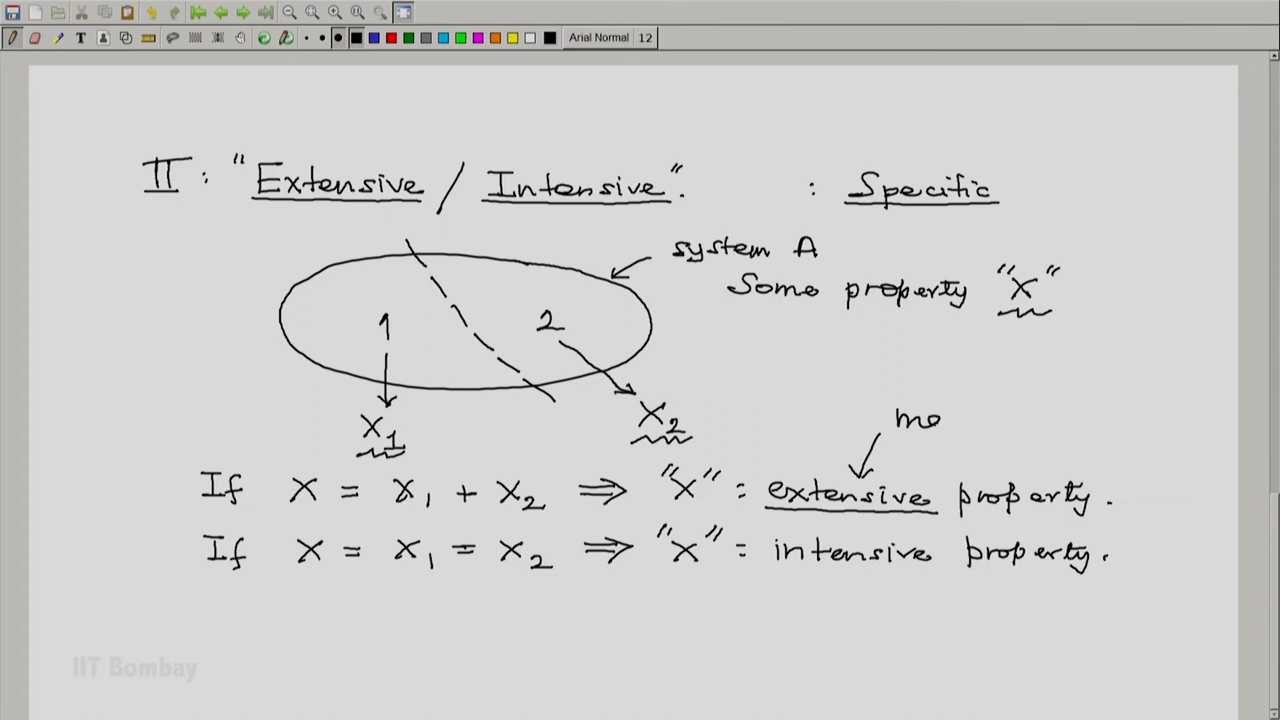 Arial Normal 12
II : "Extensive / Intensive". : Specific
system A
Some property "X"
1 2
X1 X2
me
If X = X1 + X2 ⇒ "X" = extensive property.
If X = X1 = X2 ⇒ "X" = intensive property.
IIT Bombay